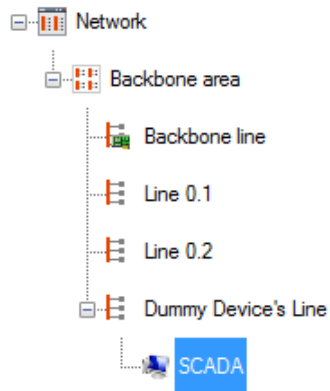 Network
Backbone area
Backbone line
Line 0.1
Line 0.2
Dummy Device's Line
SCADA